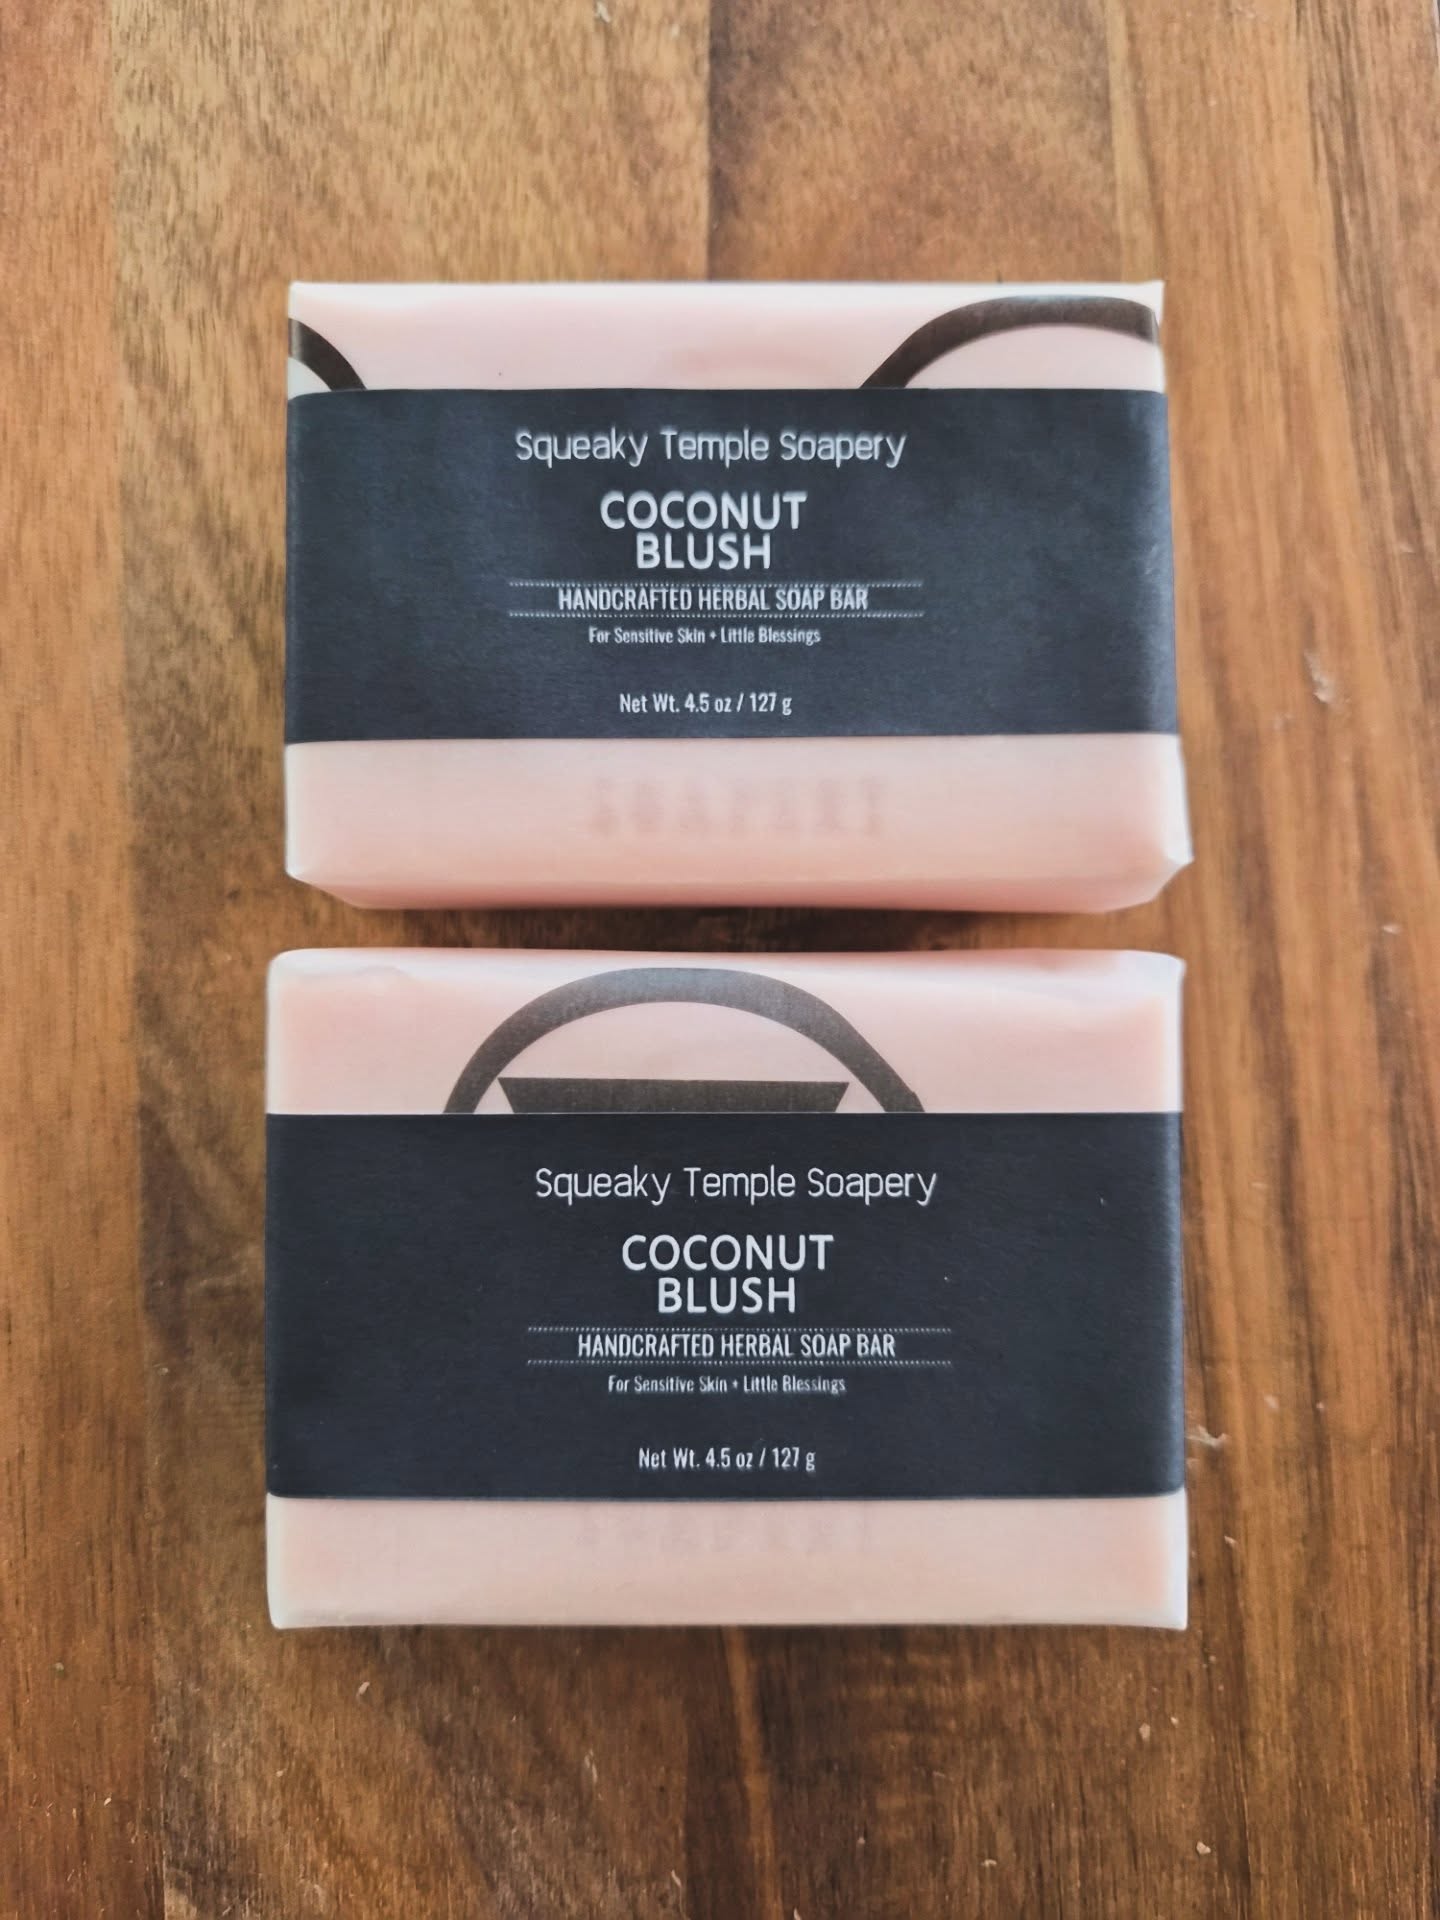 Squeaky Temple Soapery
COCONUT
BLUSH
HANDCRAFTED HERBAL SOAP BAR
For Sensitive Skin + Little Blessings
Net Wt. 4.5 oz / 127 g
Squeaky Temple Soapery
COCONUT
BLUSH
HANDCRAFTED HERBAL SOAP BAR
For Sensitive Skin + Little Blessings
Net Wt. 4.5 oz / 127 g